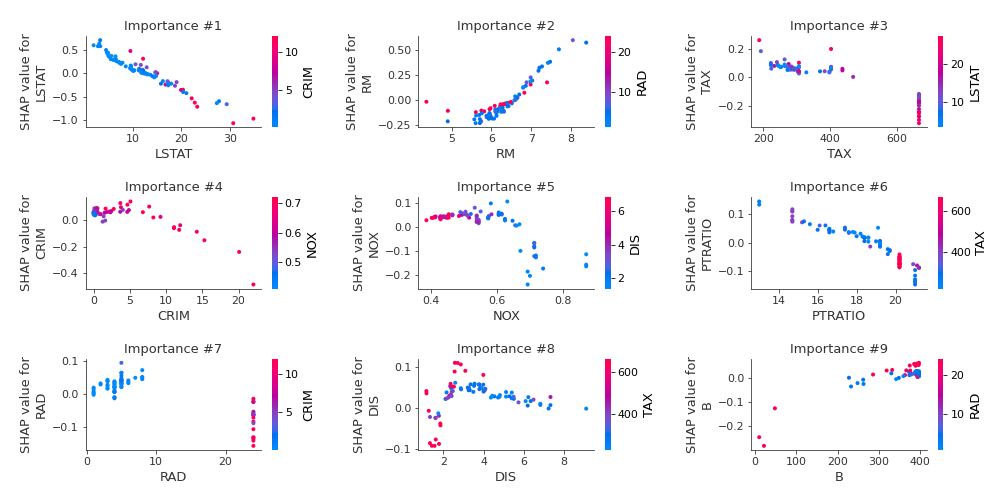 Importance #1
SHAP value for
LSTAT
0.5
0.0
−0.5
−1.0
10
20
30
LSTAT
10
5
CRIM
Importance #2
SHAP value for
RM
0.50
0.25
0.00
−0.25
5
6
7
8
RM
20
10
RAD
Importance #3
SHAP value for
TAX
0.2
0.0
−0.2
200
400
600
TAX
20
10
LSTAT
Importance #4
SHAP value for
CRIM
0.0
−0.2
−0.4
0
5
10
15
20
CRIM
0.7
0.6
0.5
NOX
Importance #5
SHAP value for
NOX
0.1
0.0
−0.1
−0.2
0.4
0.6
0.8
NOX
6
4
2
DIS
Importance #6
SHAP value for
PTRATIO
0.1
0.0
−0.1
14
16
18
20
PTRATIO
600
400
TAX
Importance #7
SHAP value for
RAD
0.1
0.0
−0.1
0
10
20
RAD
10
5
CRIM
Importance #8
SHAP value for
DIS
0.1
0.0
−0.1
2
4
6
8
DIS
600
400
TAX
Importance #9
SHAP value for
B
0.0
−0.1
−0.2
0
100
200
300
400
B
20
10
RAD